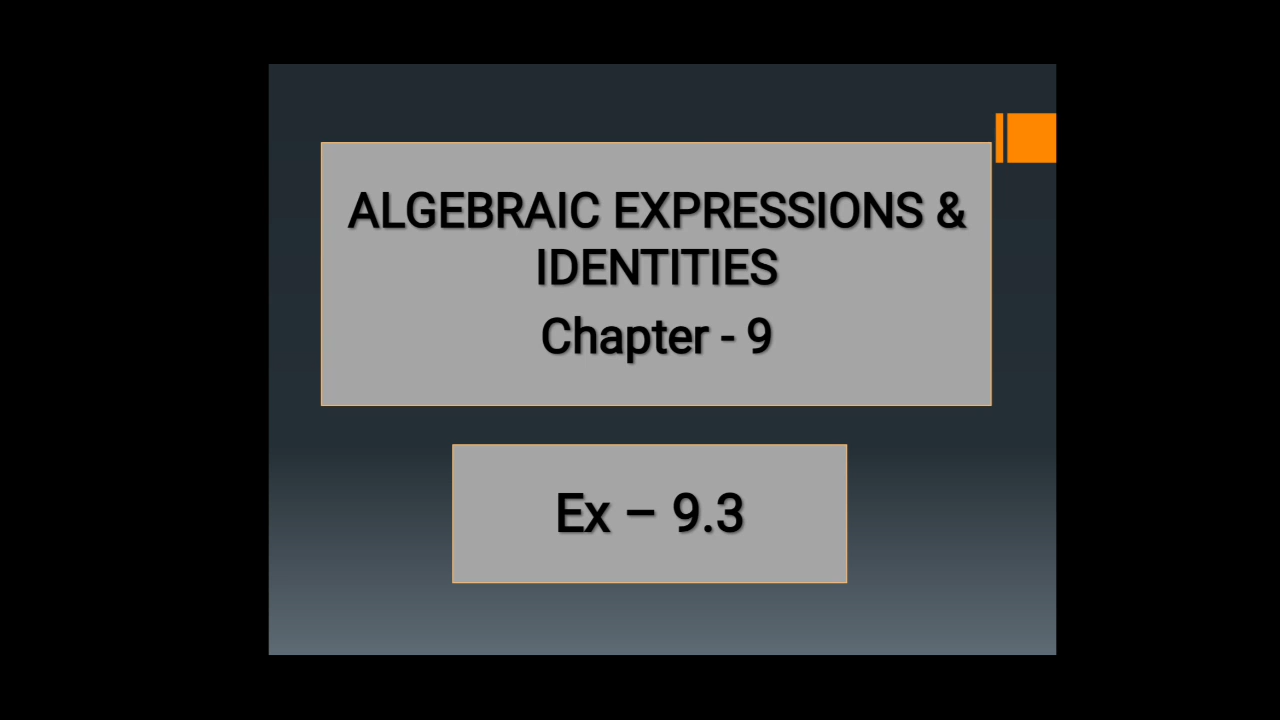 ALGEBRAIC EXPRESSIONS &
IDENTITIES
Chapter - 9
Ex – 9.3